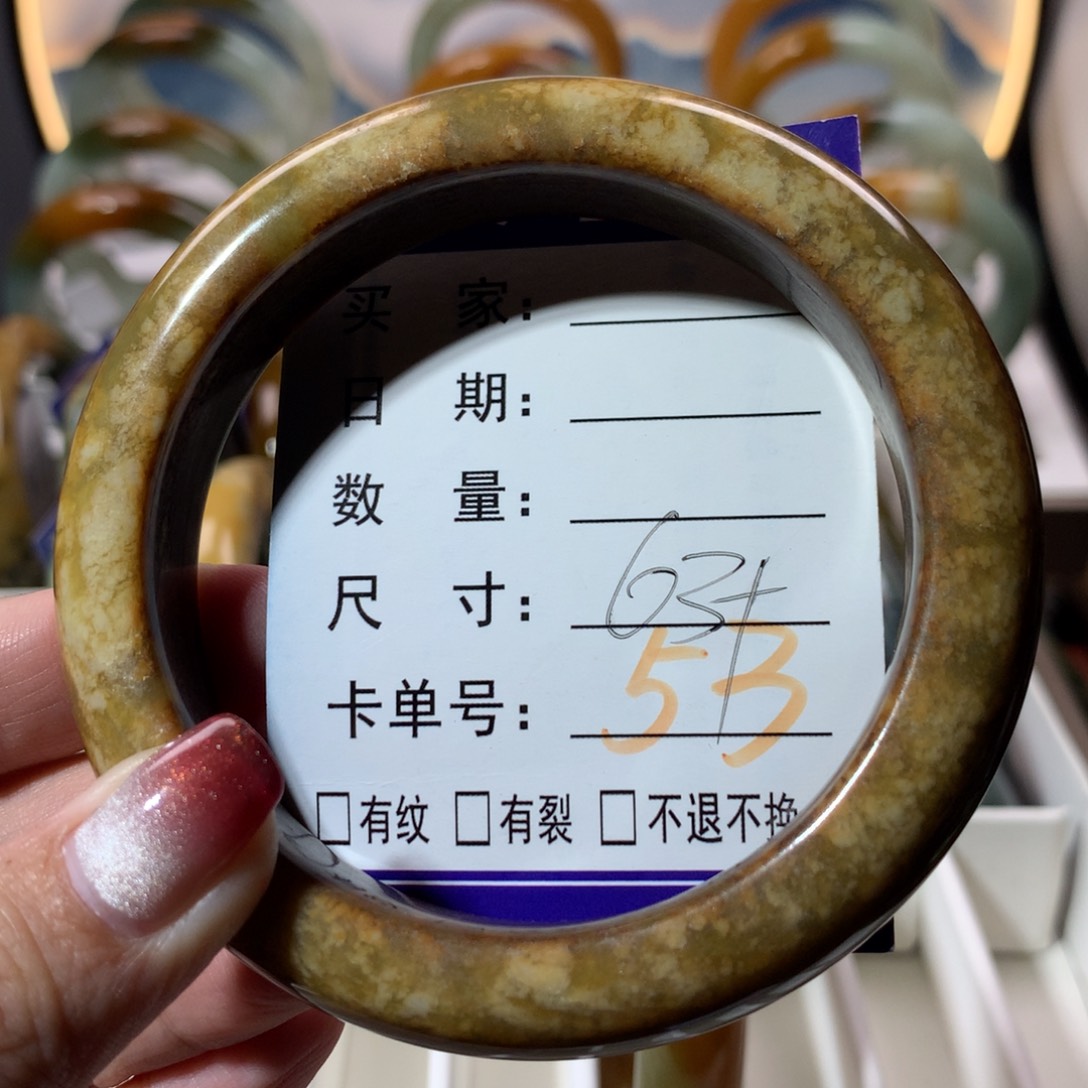 买 家：
日 期：
数 量：
尺 寸：63+
卡单号：53
□有纹 □有裂 □不退不换